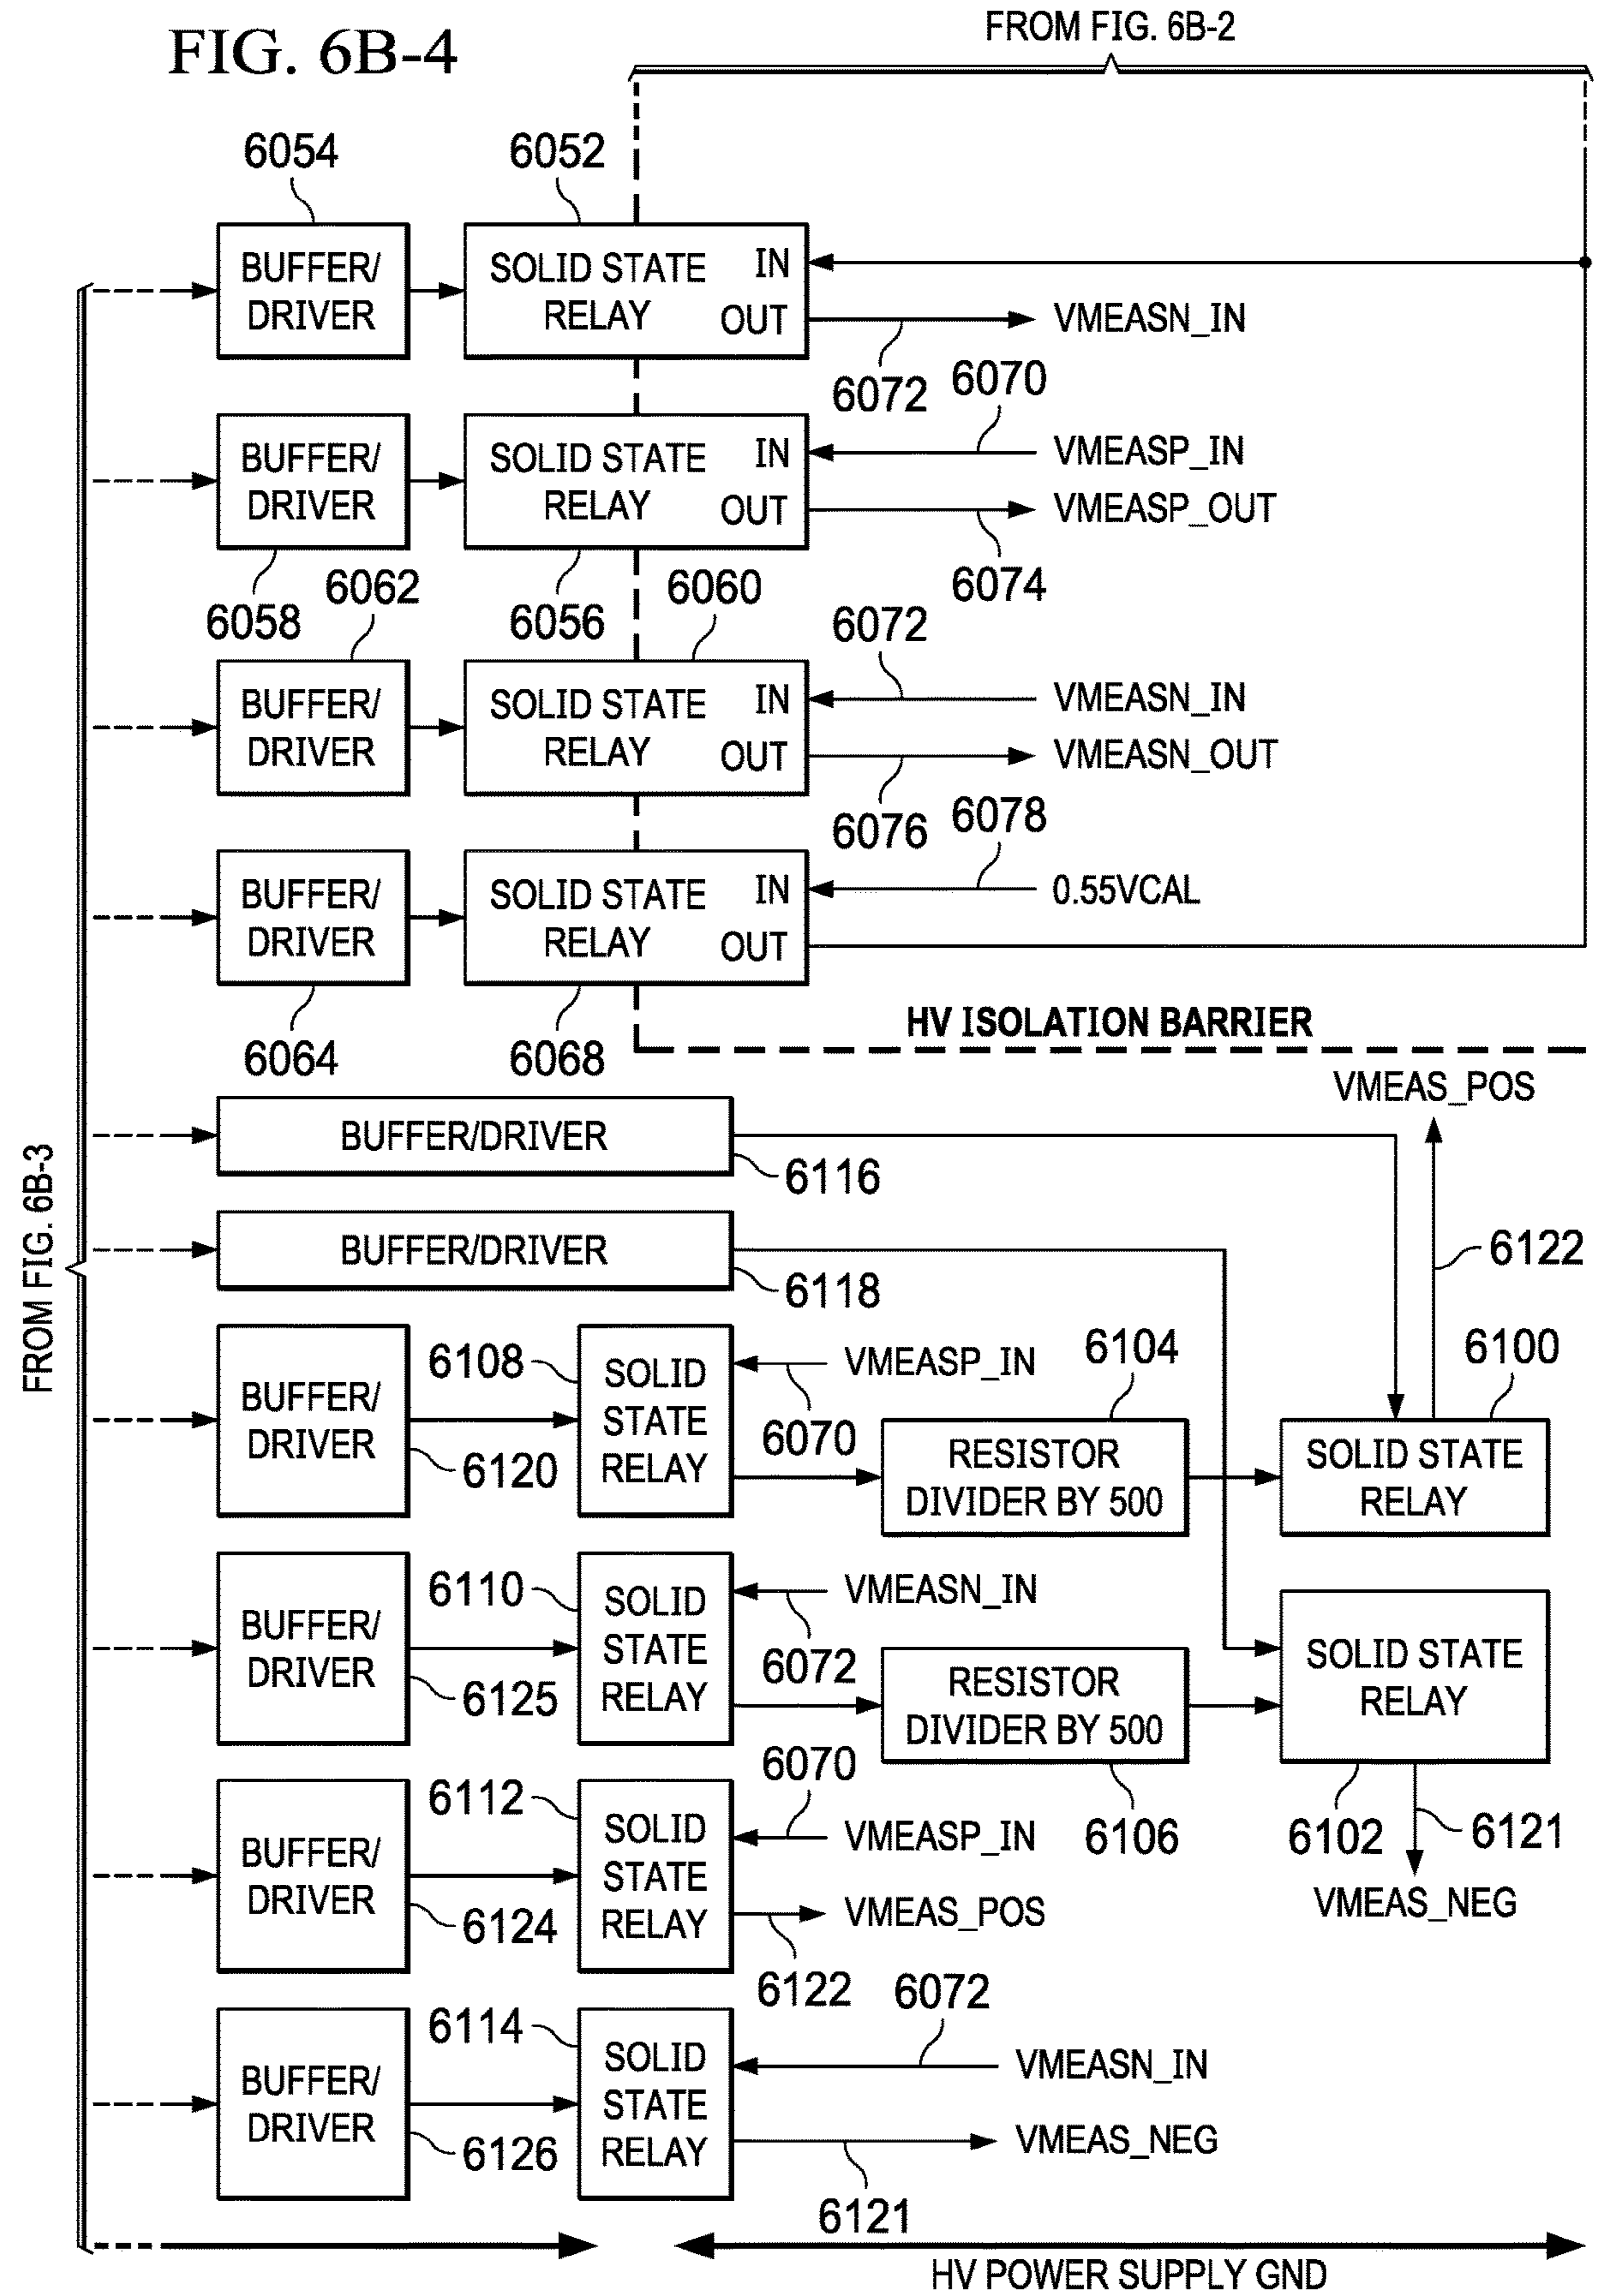 FIG. 6B-4
FROM FIG. 6B-2
6054
6052
BUFFER/
DRIVER
SOLID STATE
RELAY
IN
OUT
VMEASN_IN
6072
6070
BUFFER/
DRIVER
SOLID STATE
RELAY
IN
OUT
VMEASP_IN
VMEASP_OUT
6074
6058
6062
6056
6060
6072
BUFFER/
DRIVER
SOLID STATE
RELAY
IN
OUT
VMEASN_IN
VMEASN_OUT
6076
6078
BUFFER/
DRIVER
SOLID STATE
RELAY
IN
OUT
0.55VCAL
6064
6068
HV ISOLATION BARRIER
VMEAS_POS
FROM FIG. 6B-3
BUFFER/DRIVER
6116
BUFFER/DRIVER
6118
6122
6108
BUFFER/
DRIVER
6120
SOLID
STATE
RELAY
VMEASP_IN
6070
6104
RESISTOR
DIVIDER BY 500
6100
SOLID STATE
RELAY
6110
BUFFER/
DRIVER
6125
SOLID
STATE
RELAY
VMEASN_IN
6072
RESISTOR
DIVIDER BY 500
6106
SOLID STATE
RELAY
6102
6121
VMEAS_NEG
6112
BUFFER/
DRIVER
6124
SOLID
STATE
RELAY
6070
VMEASP_IN
VMEAS_POS
6122
6114
BUFFER/
DRIVER
6126
SOLID
STATE
RELAY
6072
VMEASN_IN
VMEAS_NEG
6121
HV POWER SUPPLY GND